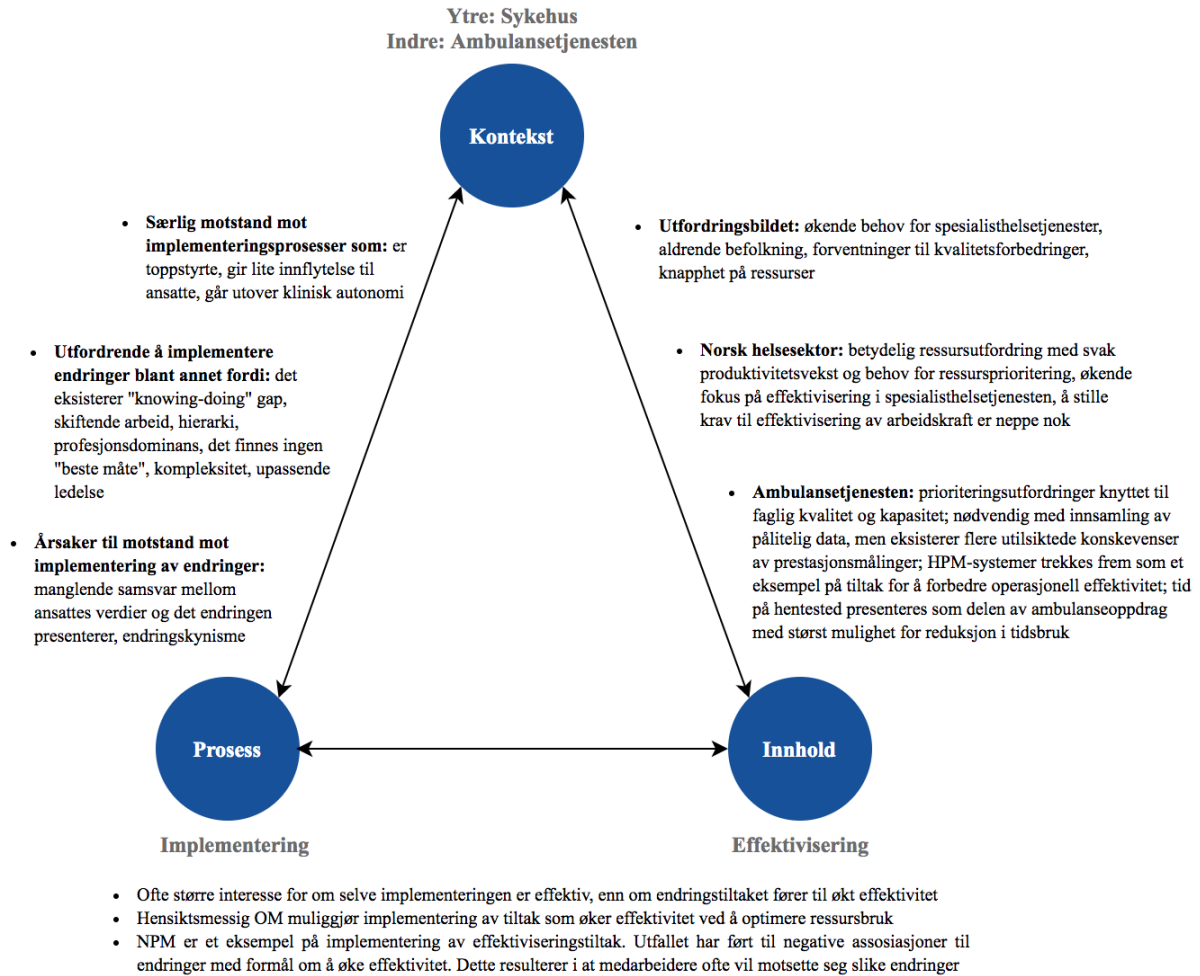 Ytre: Sykehus
Indre: Ambulansetjenesten
Kontekst
• Særlig motstand mot
implementeringsprosesser som: er
toppstyrte, gir lite innflytelse til
ansatte, går utover klinisk autonomi
• Utfordrende å implementere
endringer blant annet fordi: det
eksisterer "knowing-doing" gap,
skiftende arbeid, hierarki,
profesjonsdominans, det finnes ingen
"beste måte", kompleksitet, upassende
ledelse
• Årsaker til motstand mot
implementering av endringer:
manglende samsvar mellom
ansattes verdier og det endringen
presenterer, endringskynisme
• Utfordringsbildet: økende behov for spesialisthelsetjenester,
aldrende befolkning, forventninger til kvalitetsforbedringer,
knapphet på ressurser
• Norsk helsesektor: betydelig ressursutfordring med svak
produktivitetsvekst og behov for ressursprioritering, økende
fokus på effektivisering i spesialisthelsetjenesten, å stille
krav til effektivisering av arbeidskraft er neppe nok
• Ambulansetjenesten: prioriteringsutfordringer knyttet til
faglig kvalitet og kapasitet; nødvendig med innsamling av
pålitelig data, men eksisterer flere utilsiktede konskevenser
av prestasjonsmålinger; HPM-systemer trekkes frem som et
eksempel på tiltak for å forbedre operasjonell effektivitet; tid
på hentested presenteres som delen av ambulanseoppdrag
med størst mulighet for reduksjon i tidsbruk
Prosess
Innhold
Implementering
Effektivisering
• Ofte større interesse for om selve implementeringen er effektiv, enn om endringstiltaket fører til økt effektivitet
• Hensiktsmessig OM muliggjør implementering av tiltak som øker effektivitet ved å optimere ressursbruk
• NPM er et eksempel på implementering av effektiviseringstiltak. Utfallet har ført til negative assosiasjoner til
endringer med formål om å øke effektivitet. Dette resulterer i at medarbeidere ofte vil motsette seg slike endringer